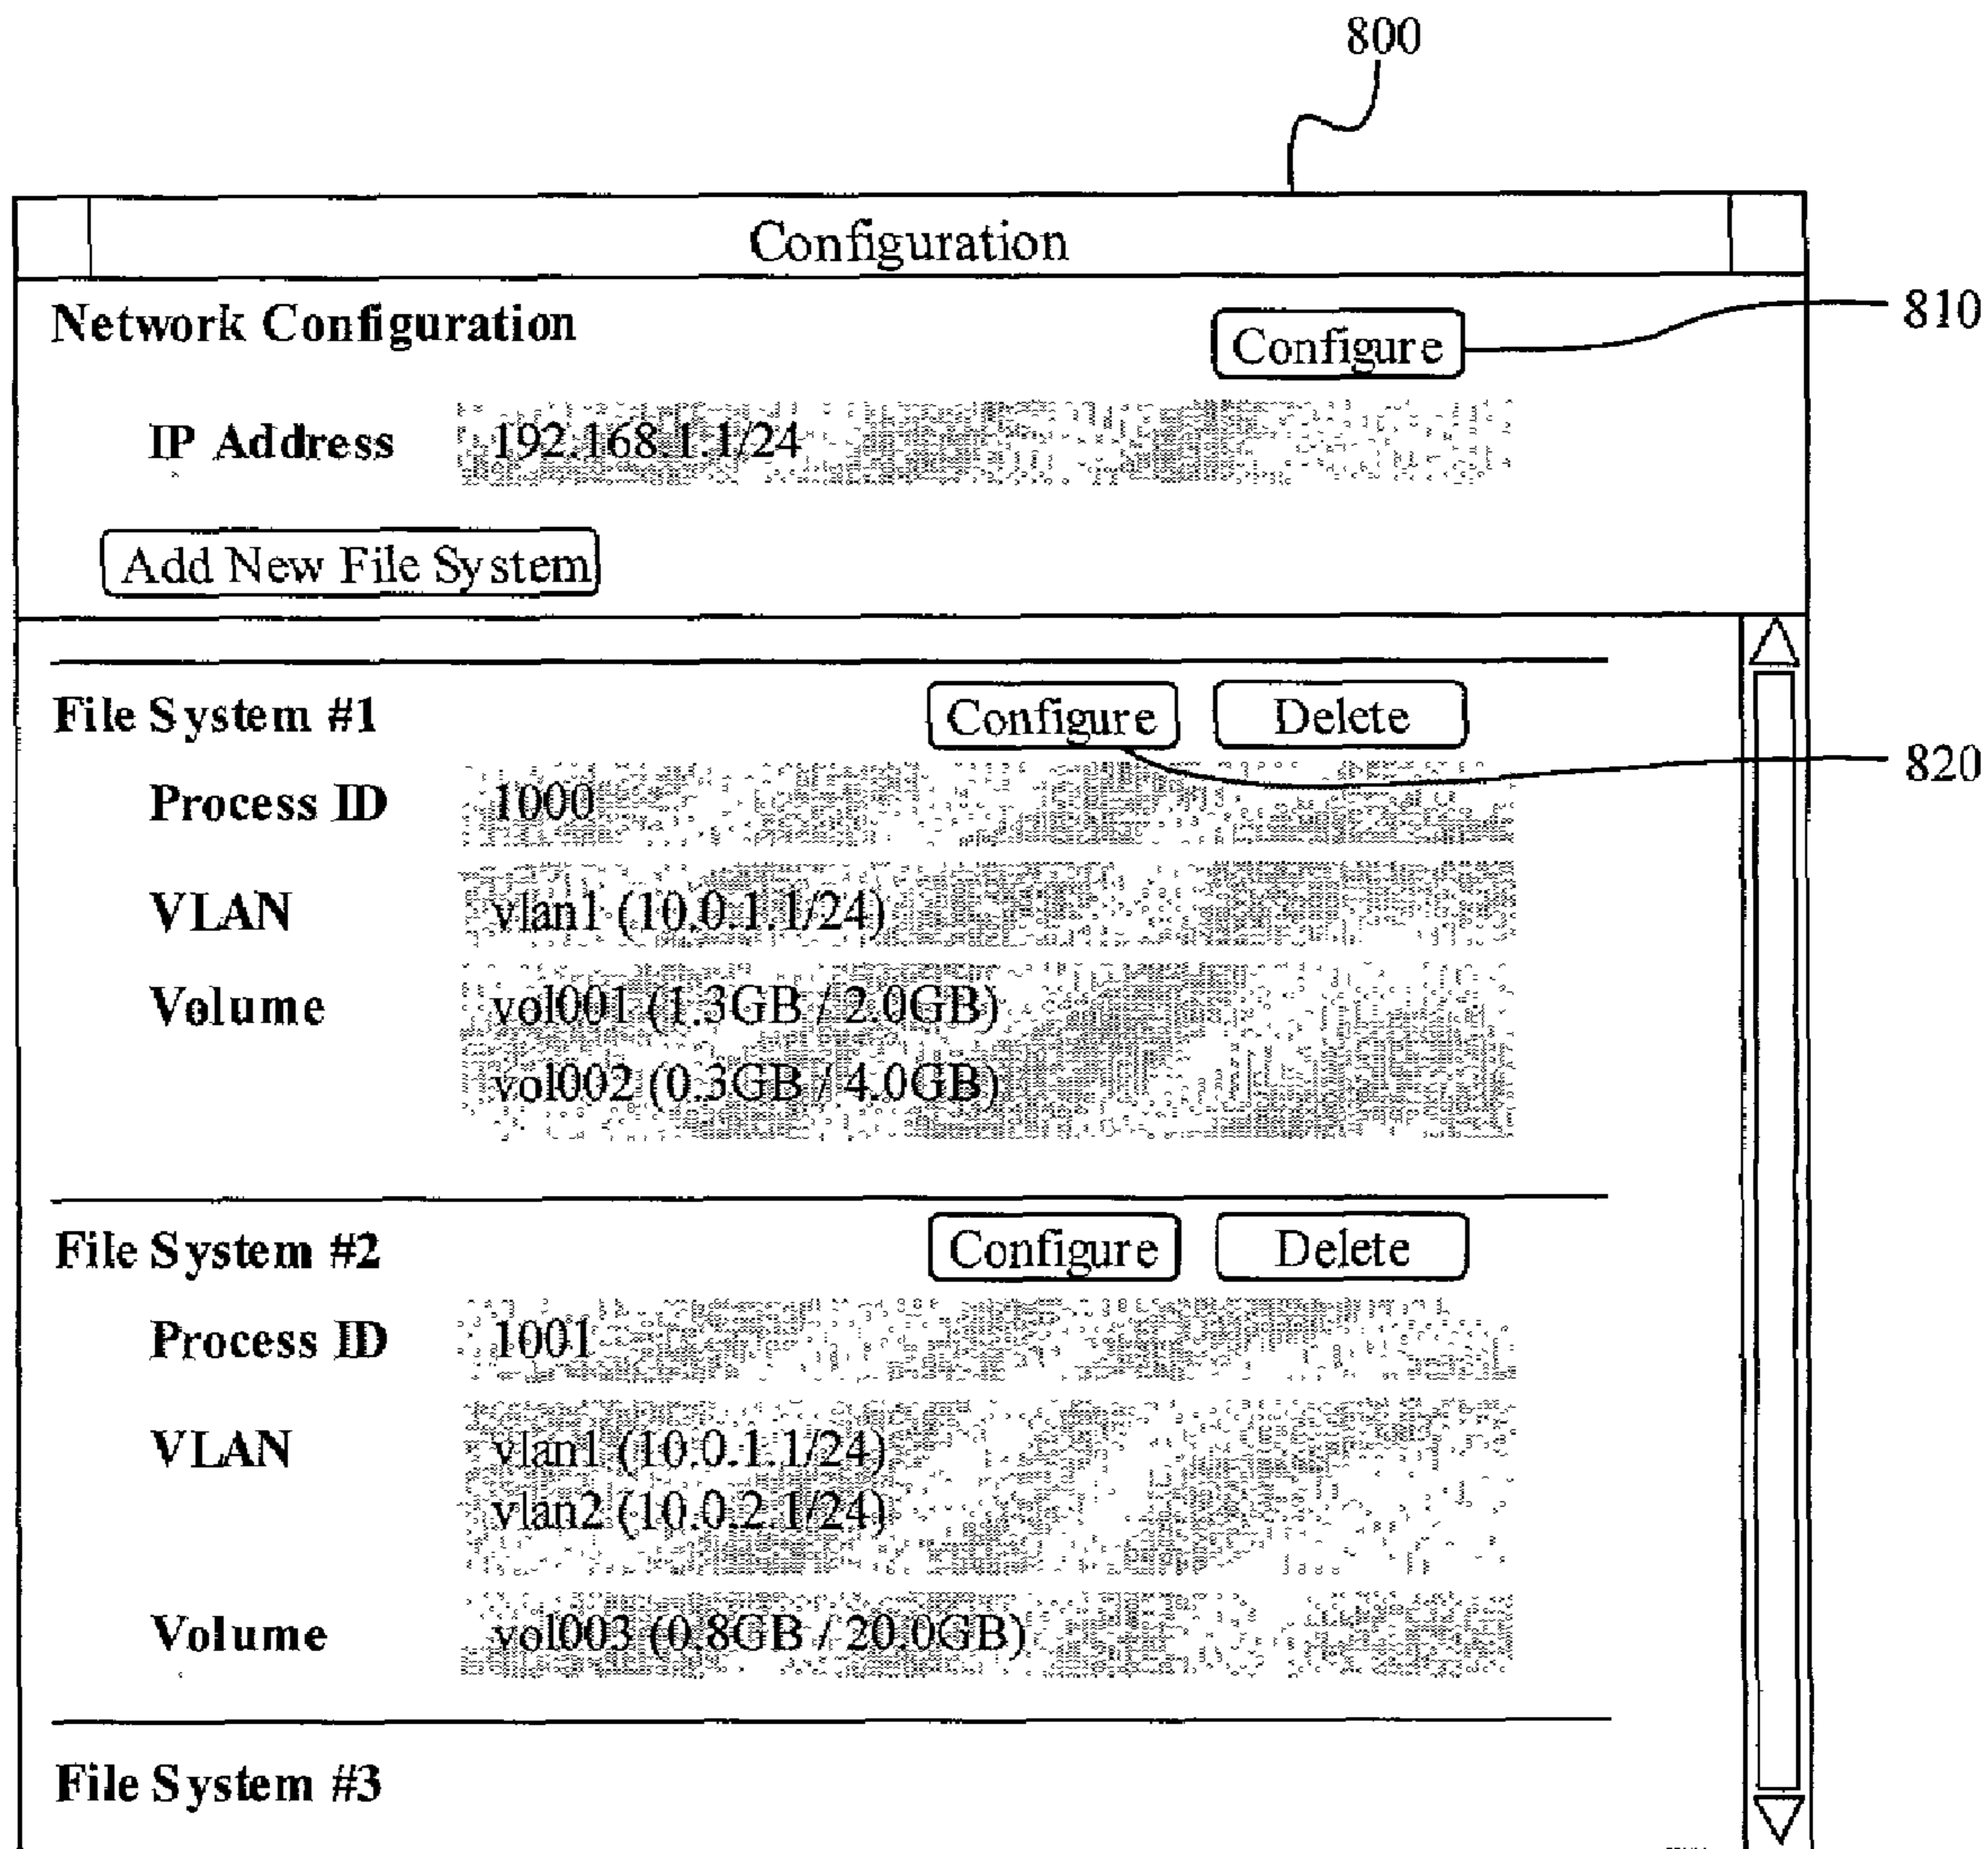 800
Configuration
Network Configuration
Configure
810
IP Address 192.168.1.1/24
Add New File System
File System #1 Configure Delete
820
Process ID 1000
VLAN vlan1 (10.0.1.1/24)
Volume vol001 (1.3GB / 2.0GB)
vol002 (0.3GB / 4.0GB)
File System #2 Configure Delete
Process ID 1001
VLAN vlan1 (10.0.1.1/24)
vlan2 (10.0.2.1/24)
Volume vol003 (0.8GB / 20.0GB)
File System #3